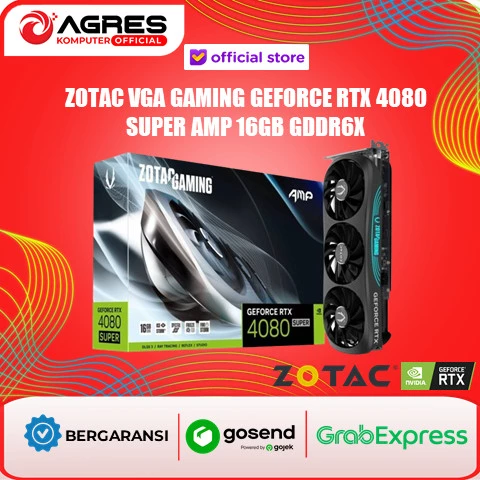 AGRES
KOMPUTER OFFICIAL
official store
ZOTAC VGA GAMING GEFORCE RTX 4080
SUPER AMP 16GB GDDR6X
ZOTAC GAMING
AMP
GEFORCE RTX
4080
SUPER
16GB
GEFORCE RTX
4080 SUPER
ZOTAC GAMING
GEFORCE RTX
ZOTAC
NVIDIA
GEFORCE
RTX
BERGARANSI
gosend
Powered by gojek
GrabExpress